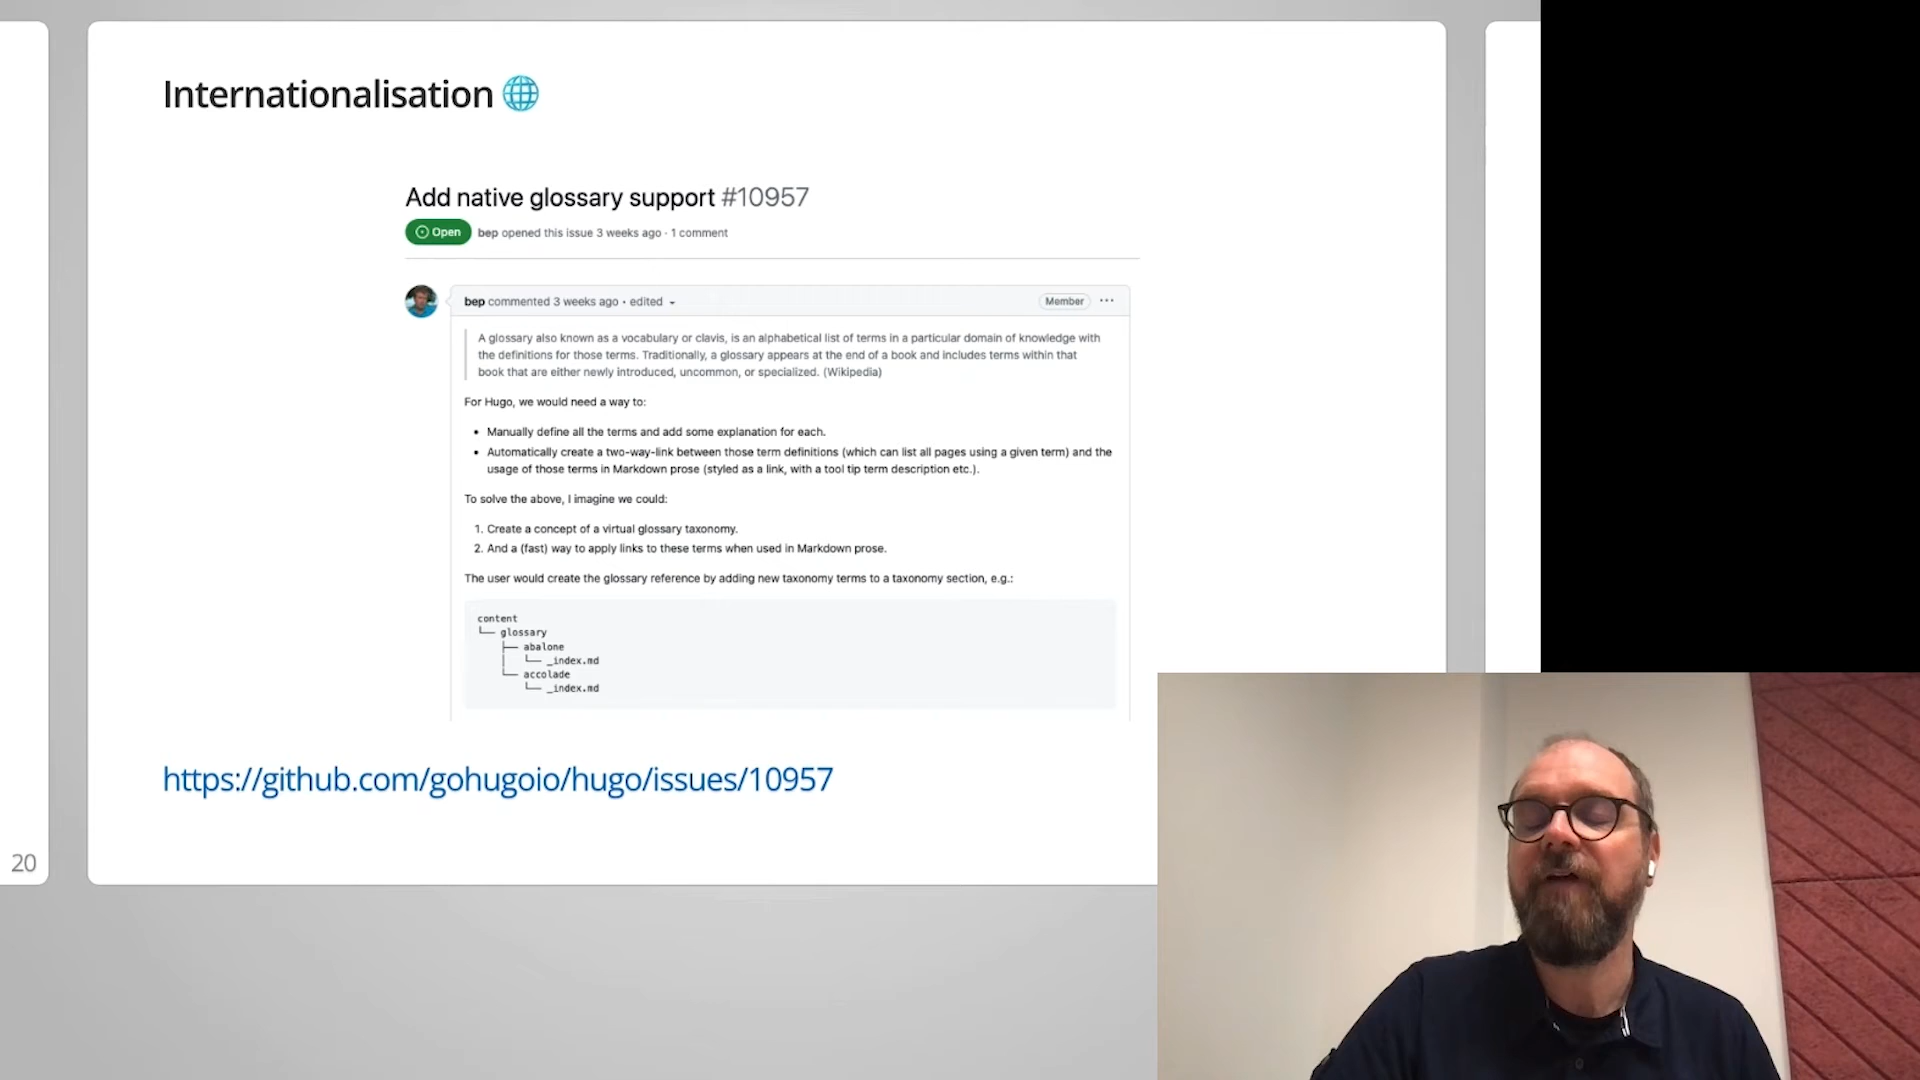 Internationalisation
Add native glossary support #10957
Open
bep opened this issue 3 weeks ago · 1 comment
bep commented 3 weeks ago • edited
Member
A glossary also known as a vocabulary or clavis, is an alphabetical list of terms in a particular domain of knowledge with
the definitions for those terms. Traditionally, a glossary appears at the end of a book and includes terms within that
book that are either newly introduced, uncommon, or specialized. (Wikipedia)
For Hugo, we would need a way to:
• Manually define all the terms and add some explanation for each.
• Automatically create a two-way-link between those term definitions (which can list all pages using a given term) and the
usage of those terms in Markdown prose (styled as a link, with a tool tip term description etc.).
To solve the above, I imagine we could:
1. Create a concept of a virtual glossary taxonomy.
2. And a (fast) way to apply links to these terms when used in Markdown prose.
The user would create the glossary reference by adding new taxonomy terms to a taxonomy section, e.g.:
content
└── glossary
├── abalone
│   └── _index.md
└── accolade
└── _index.md
https://github.com/gohugoio/hugo/issues/10957
20